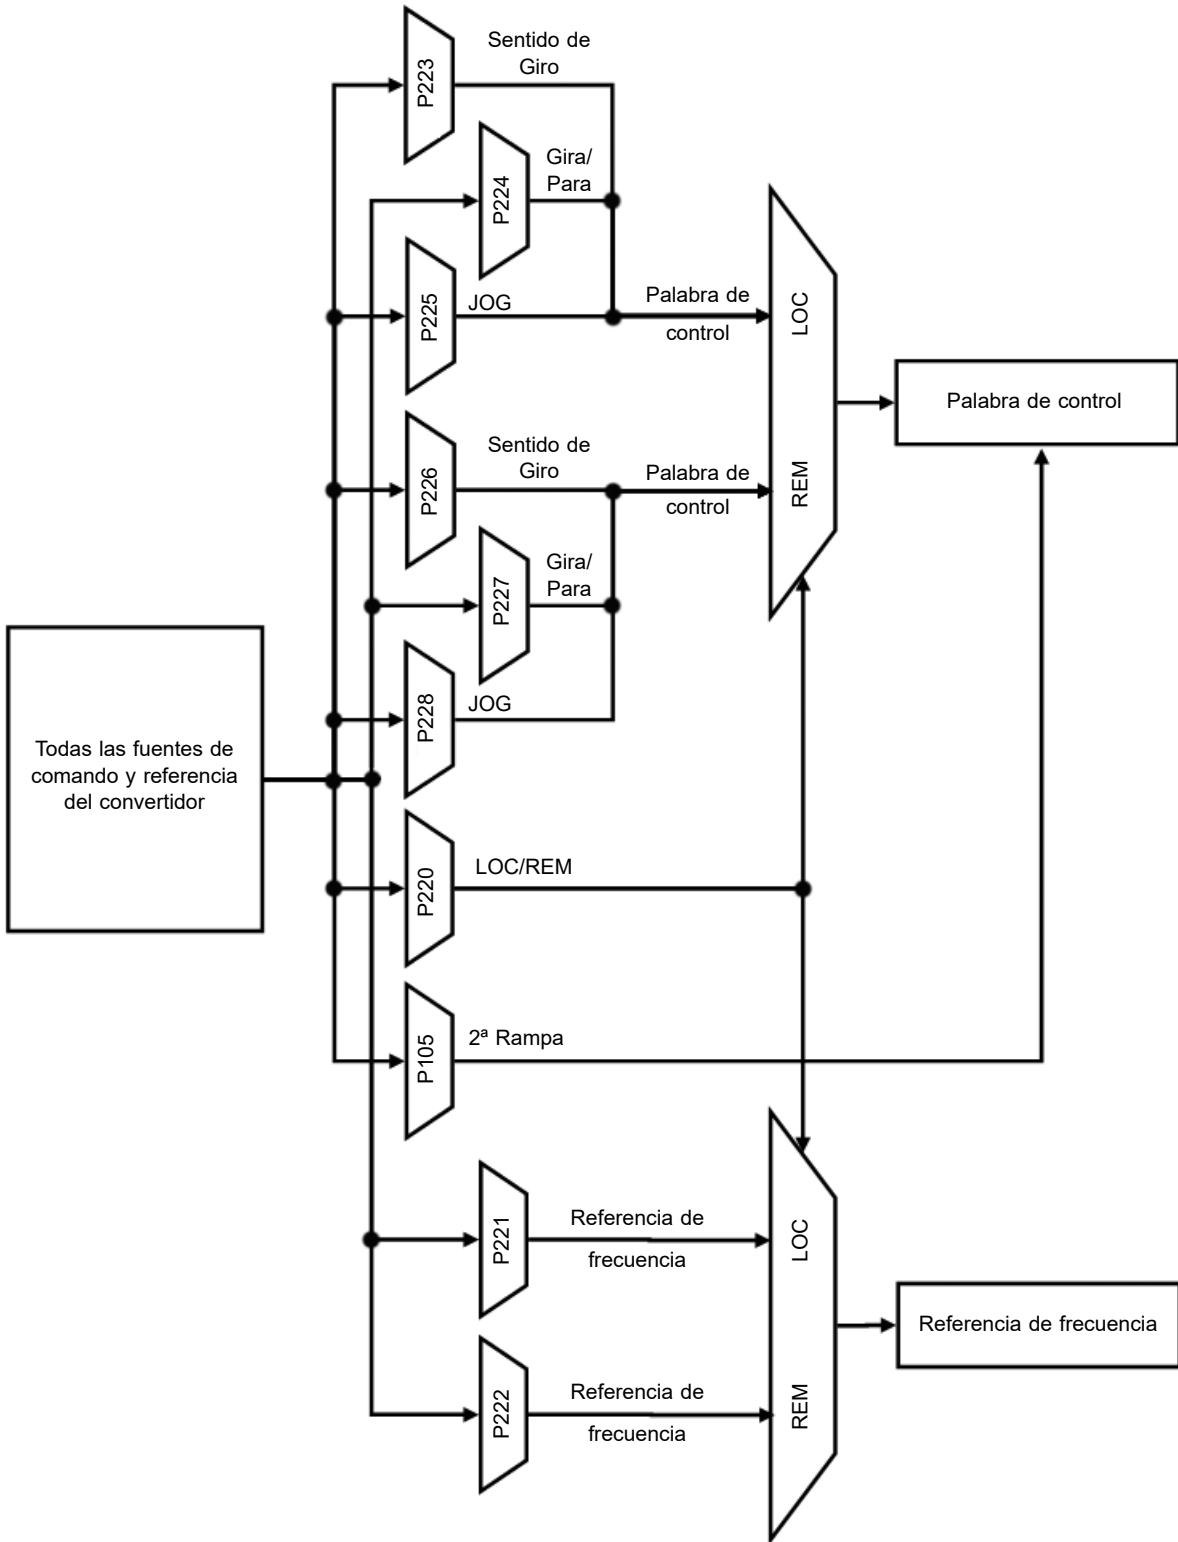 Sentido de
Giro
P223
Gira/
Para
P224
JOG
P225
Palabra de
control
LOC
Palabra de control
Sentido de
Giro
P226
Palabra de
control
REM
Gira/
Para
P227
JOG
P228
Todas las fuentes de
comando y referencia
del convertidor
LOC/REM
P220
2ª Rampa
P105
P221
Referencia de
frecuencia
LOC
Referencia de frecuencia
P222
Referencia de
frecuencia
REM